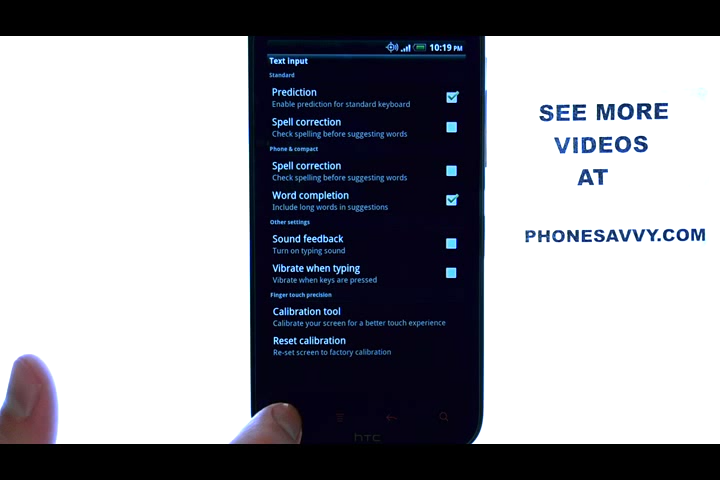 10:19 PM
Text input
Standard
Prediction
Enable prediction for standard keyboard
Spell correction
Check spelling before suggesting words
Phone & compact
Spell correction
Check spelling before suggesting words
Word completion
Include long words in suggestions
Other settings
Sound feedback
Turn on typing sound
Vibrate when typing
Vibrate when keys are pressed
Finger touch precision
Calibration tool
Calibrate your screen for a better touch experience
Reset calibration
Re-set screen to factory calibration
hTC
SEE MORE
VIDEOS
AT
PHONESAVVY.COM